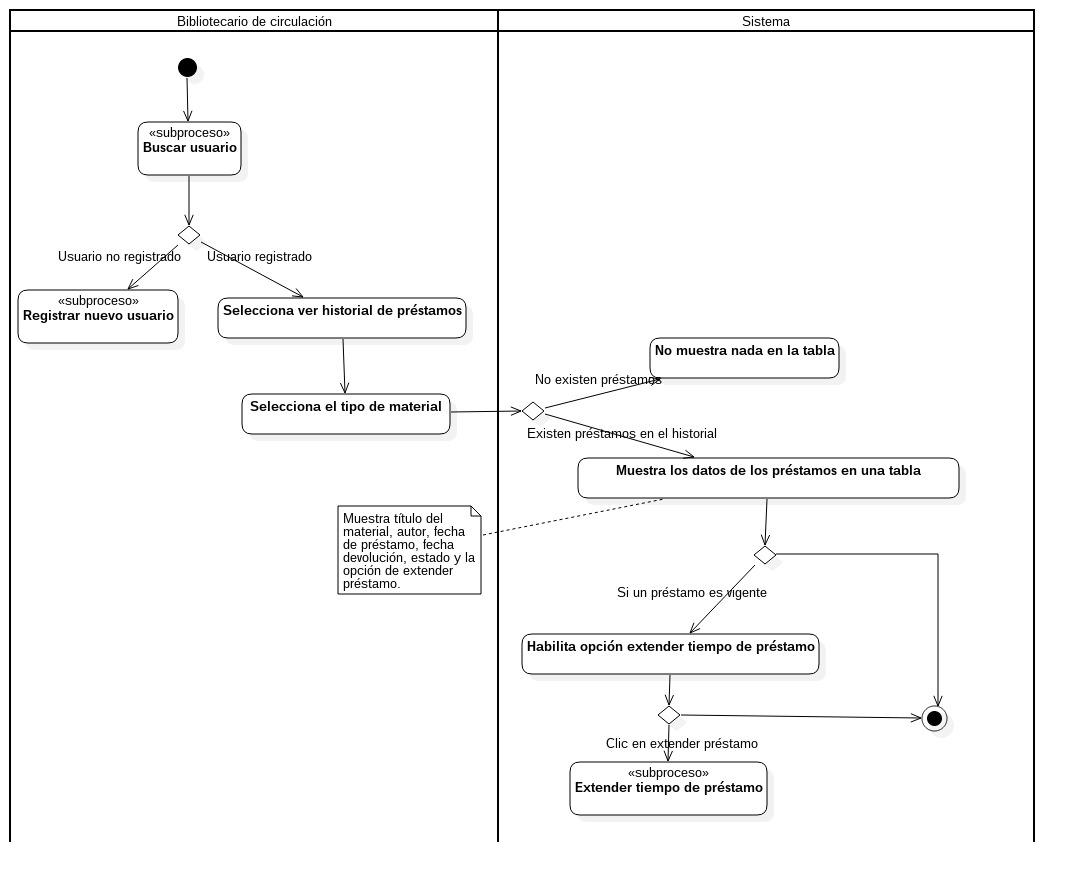 Bibliotecario de circulación
Sistema
«subproceso»
Buscar usuario
Usuario no registrado
Usuario registrado
«subproceso»
Registrar nuevo usuario
Selecciona ver historial de préstamos
No muestra nada en la tabla
No existen préstamos
Selecciona el tipo de material
Existen préstamos en el historial
Muestra los datos de los préstamos en una tabla
Muestra título del
material, autor, fecha
de préstamo, fecha
devolución, estado y la
opción de extender
préstamo.
Si un préstamo es vigente
Habilita opción extender tiempo de préstamo
Clic en extender préstamo
«subproceso»
Extender tiempo de préstamo